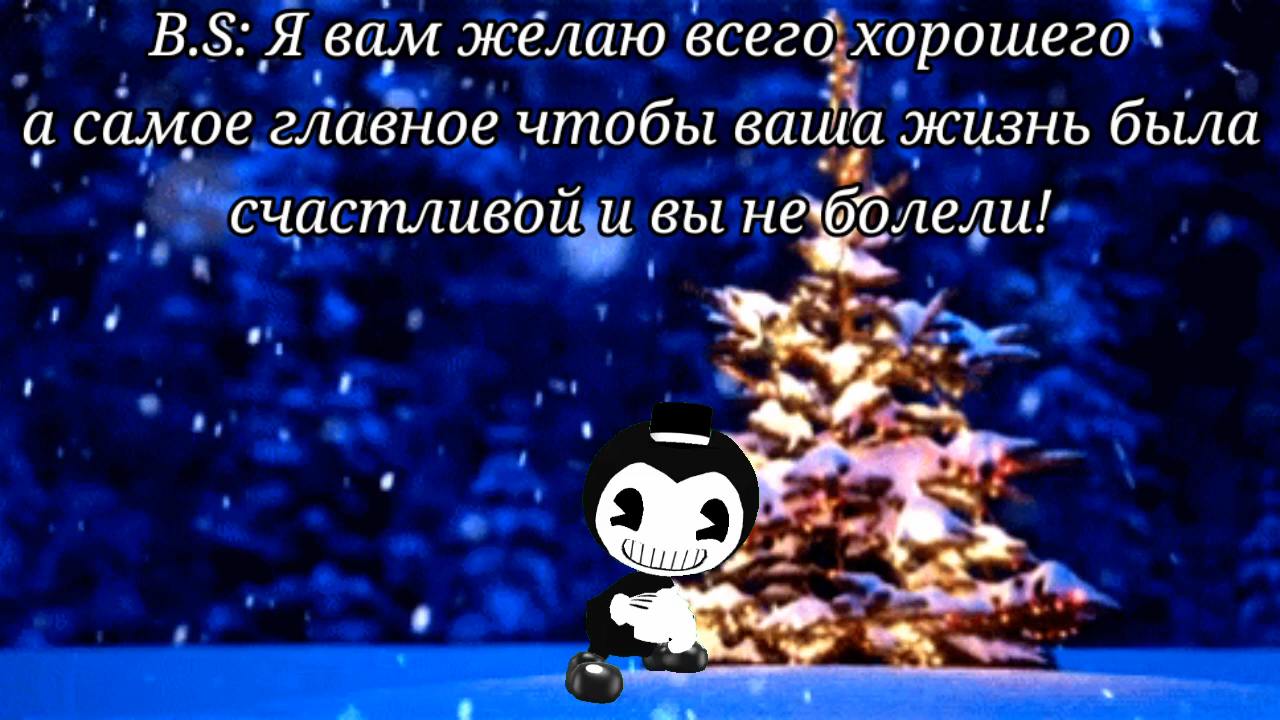 B.S: Я вам желаю всего хорошего
а самое главное чтобы ваша жизнь была
счастливой и вы не болели!